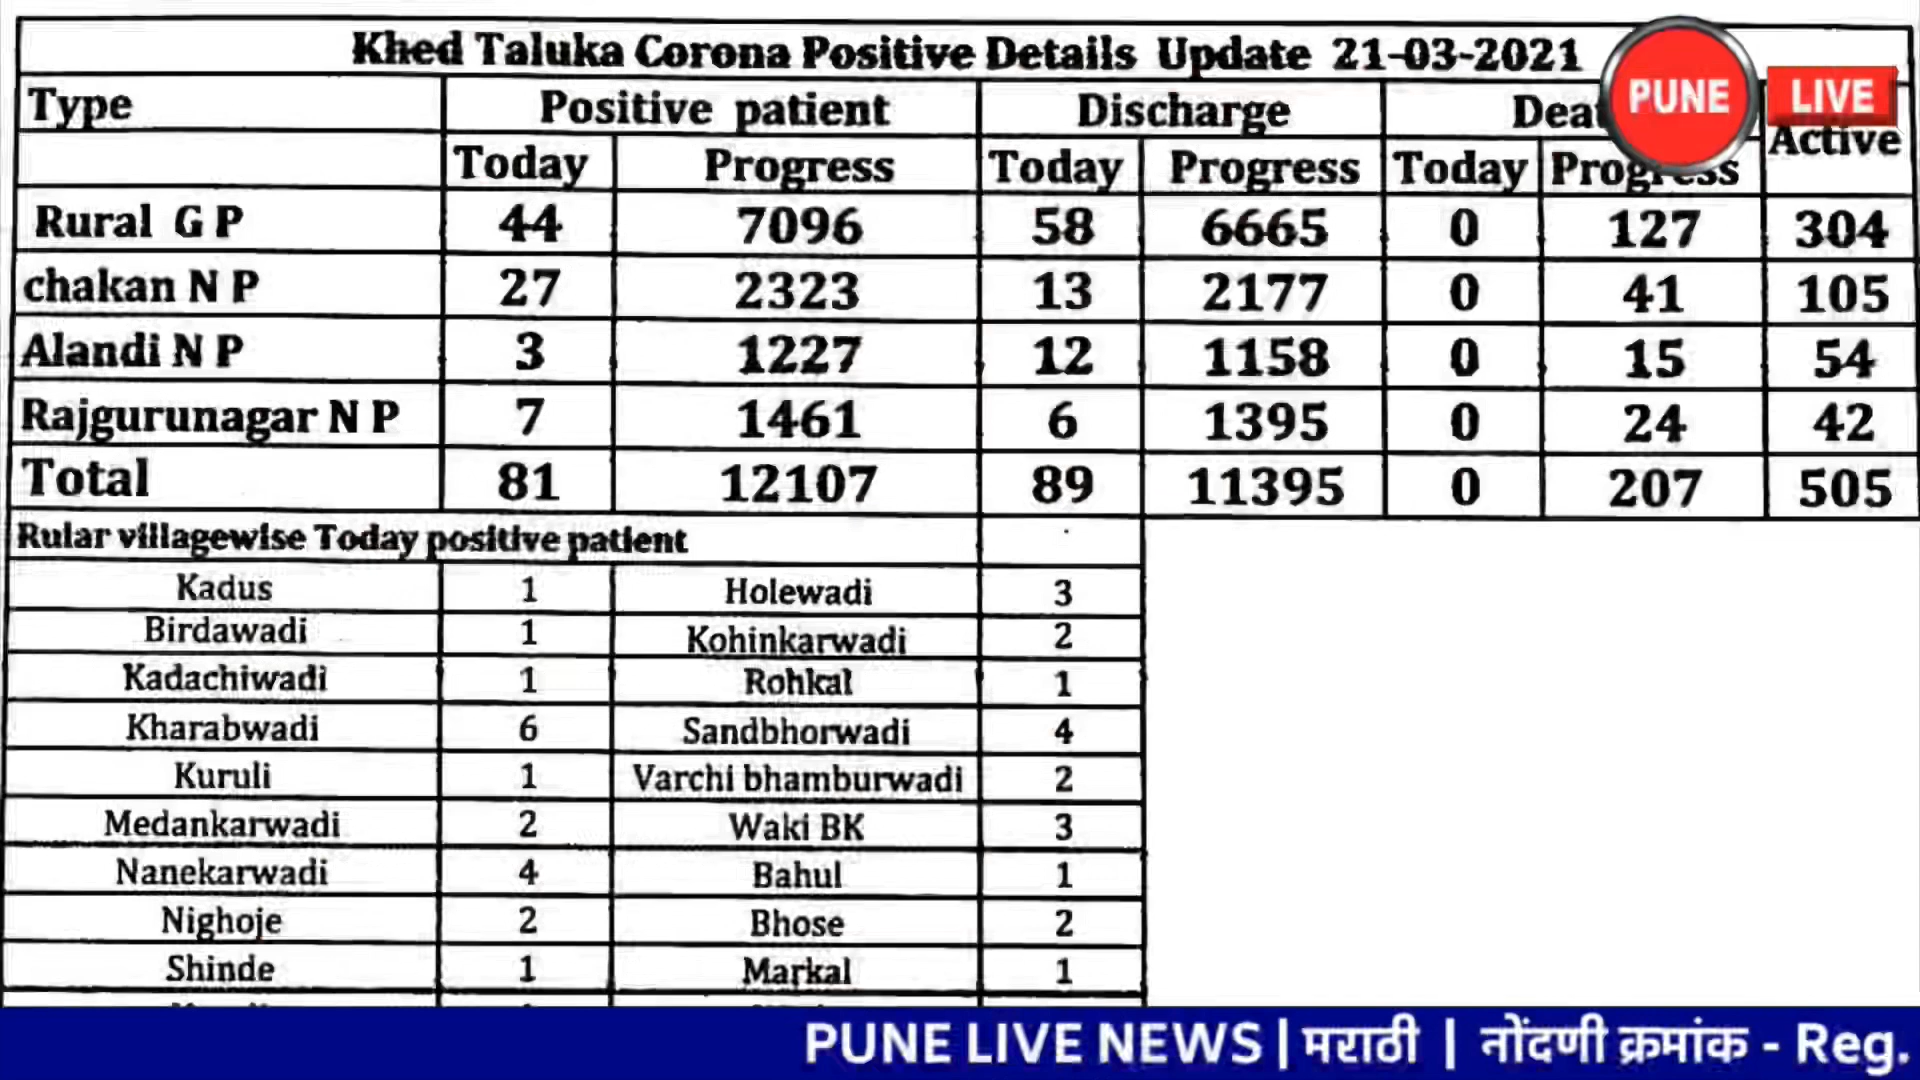 Khed Taluka Corona Positive Details Update 21-03-2021
PUNE LIVE
Type Positive patient Discharge Active
Today Progress Today Progress Today Progress
Rural G P 44 7096 58 6665 0 127 304
chakan N P 27 2323 13 2177 0 41 105
Alandi N P 3 1227 12 1158 0 15 54
Rajgurunagar N P 7 1461 6 1395 0 24 42
Total 81 12107 89 11395 0 207 505
Rular villagewise Today positive patient
Kadus 1 Holewadi 3
Birdawadi 1 Kohinkarwadi 2
Kadachiwadi 1 Rohkal 1
Kharabwadi 6 Sandbhorwadi 4
Kuruli 1 Varchi bhamburwadi 2
Medankarwadi 2 Waki BK 3
Nanekarwadi 4 Bahul 1
Nighoje 2 Bhose 2
Shinde 1 Markal 1
PUNE LIVE NEWS | मराठी | नोंदणी क्रमांक - Reg.